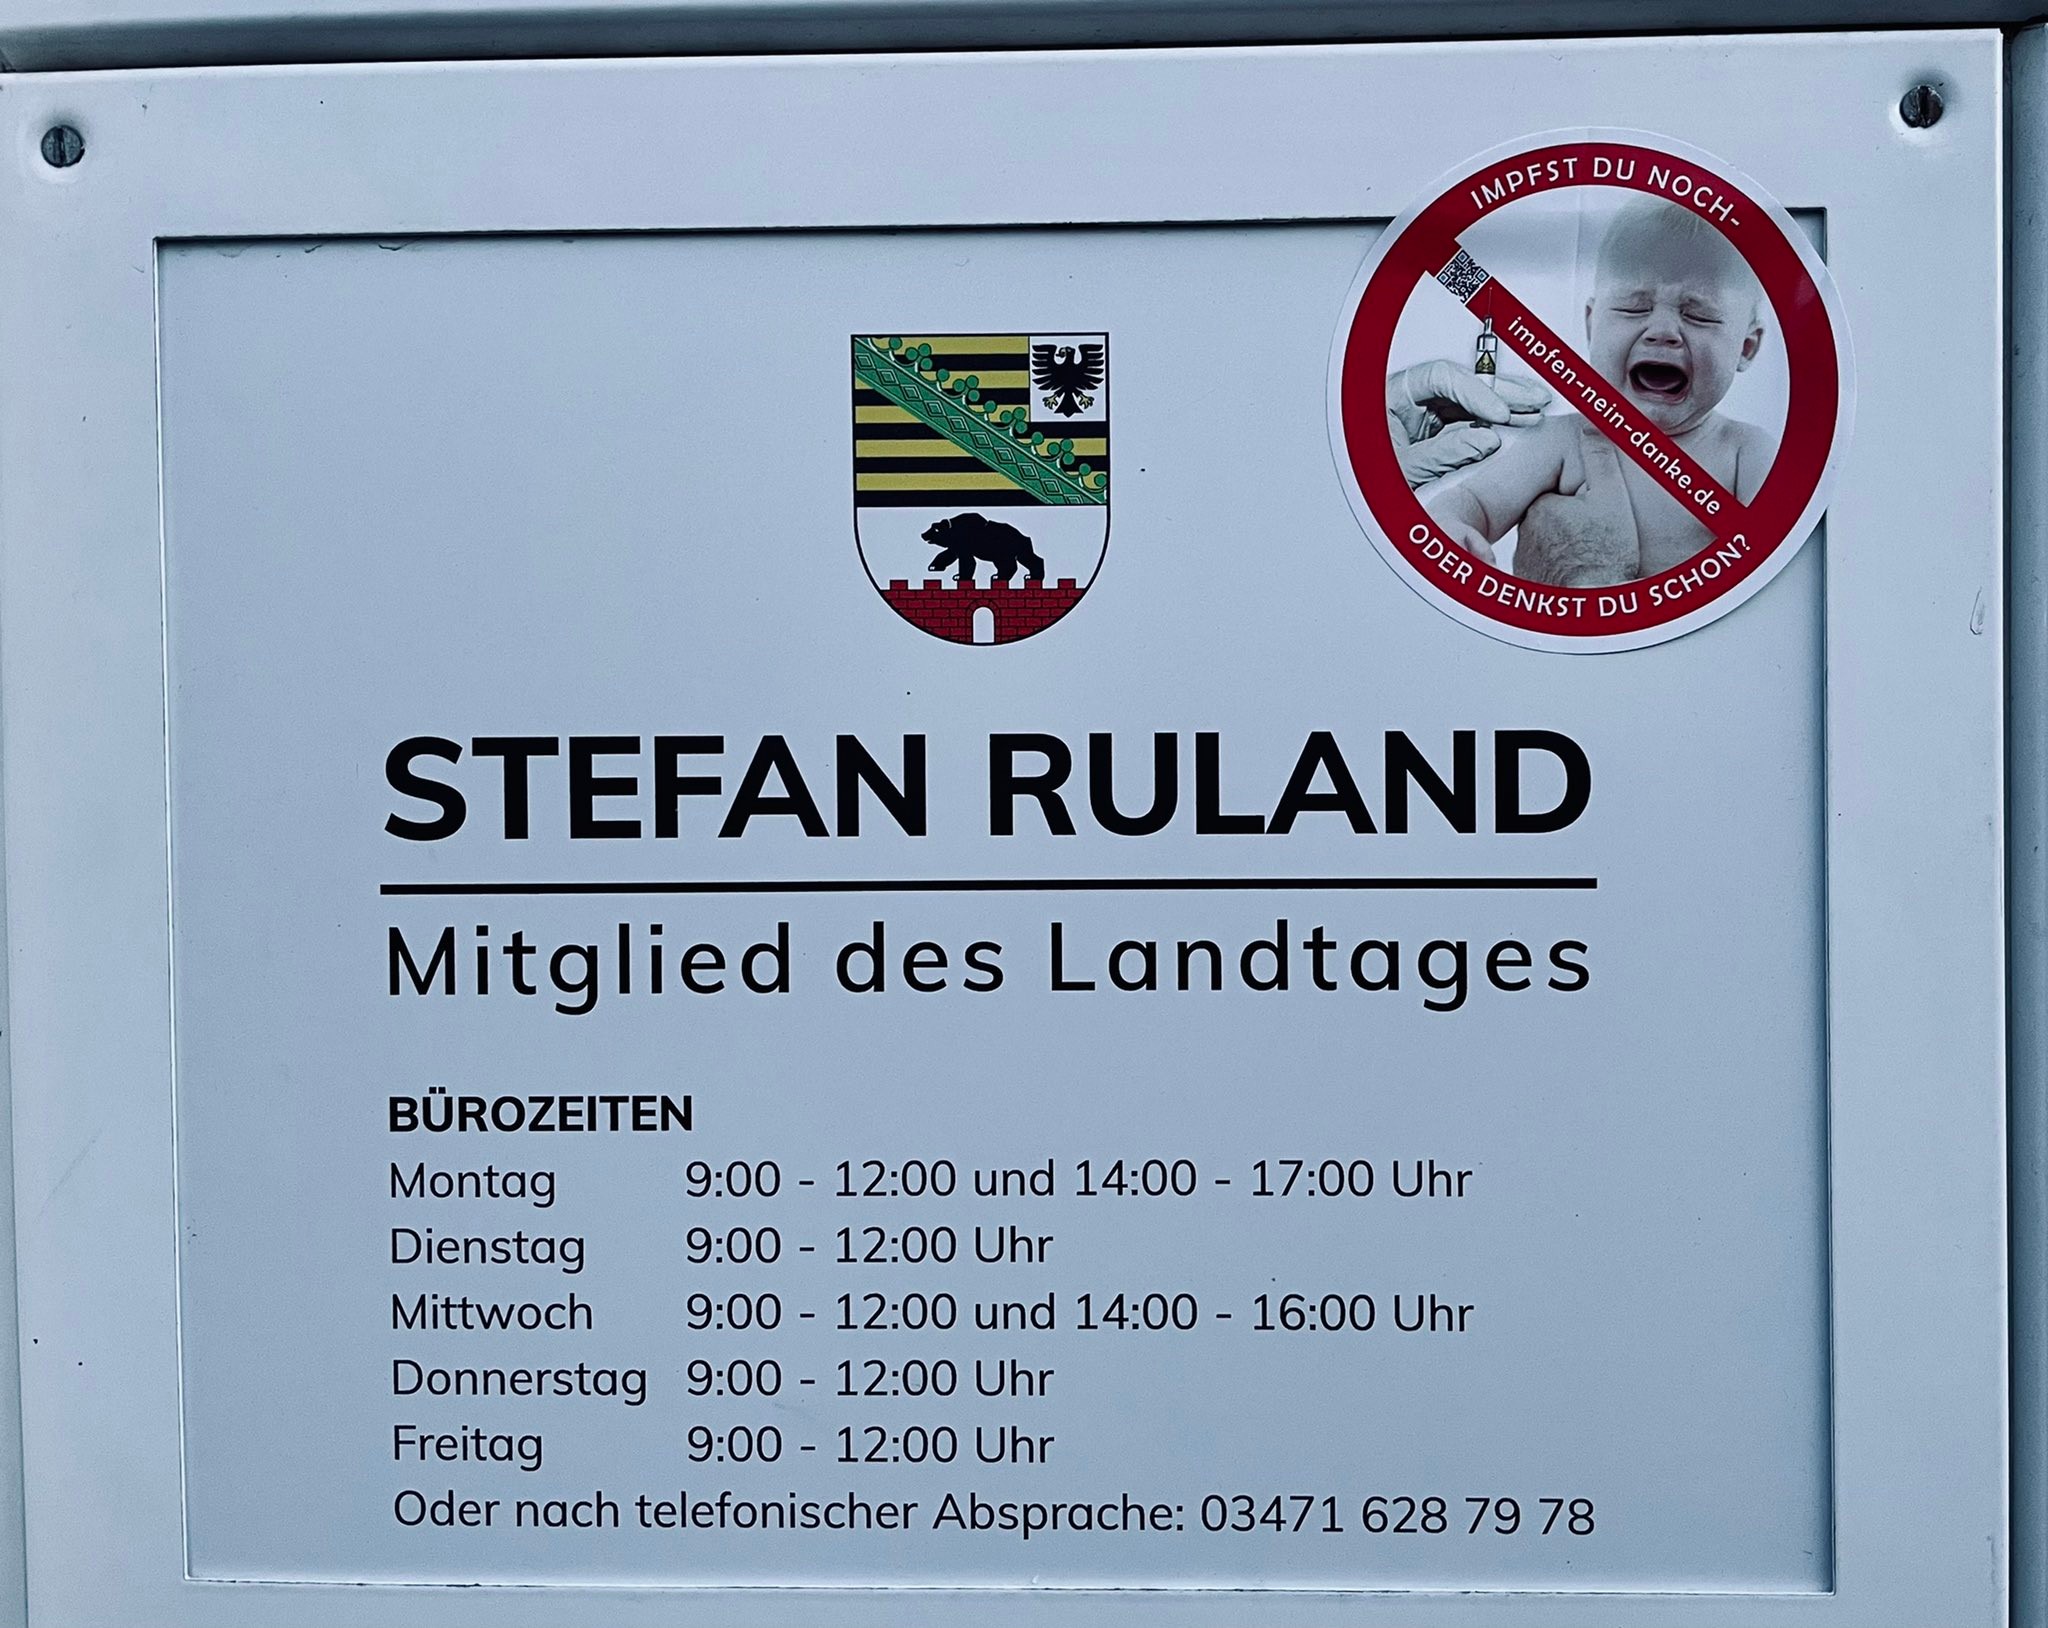 IMPFST DU NOCH-
impfen-nein-danke.de
ODER DENKST DU SCHON?
STEFAN RULAND
Mitglied des Landtages
BÜROZEITEN
Montag 9:00 - 12:00 und 14:00 - 17:00 Uhr
Dienstag 9:00 - 12:00 Uhr
Mittwoch 9:00 - 12:00 und 14:00 - 16:00 Uhr
Donnerstag 9:00 - 12:00 Uhr
Freitag 9:00 - 12:00 Uhr
Oder nach telefonischer Absprache: 03471 628 79 78